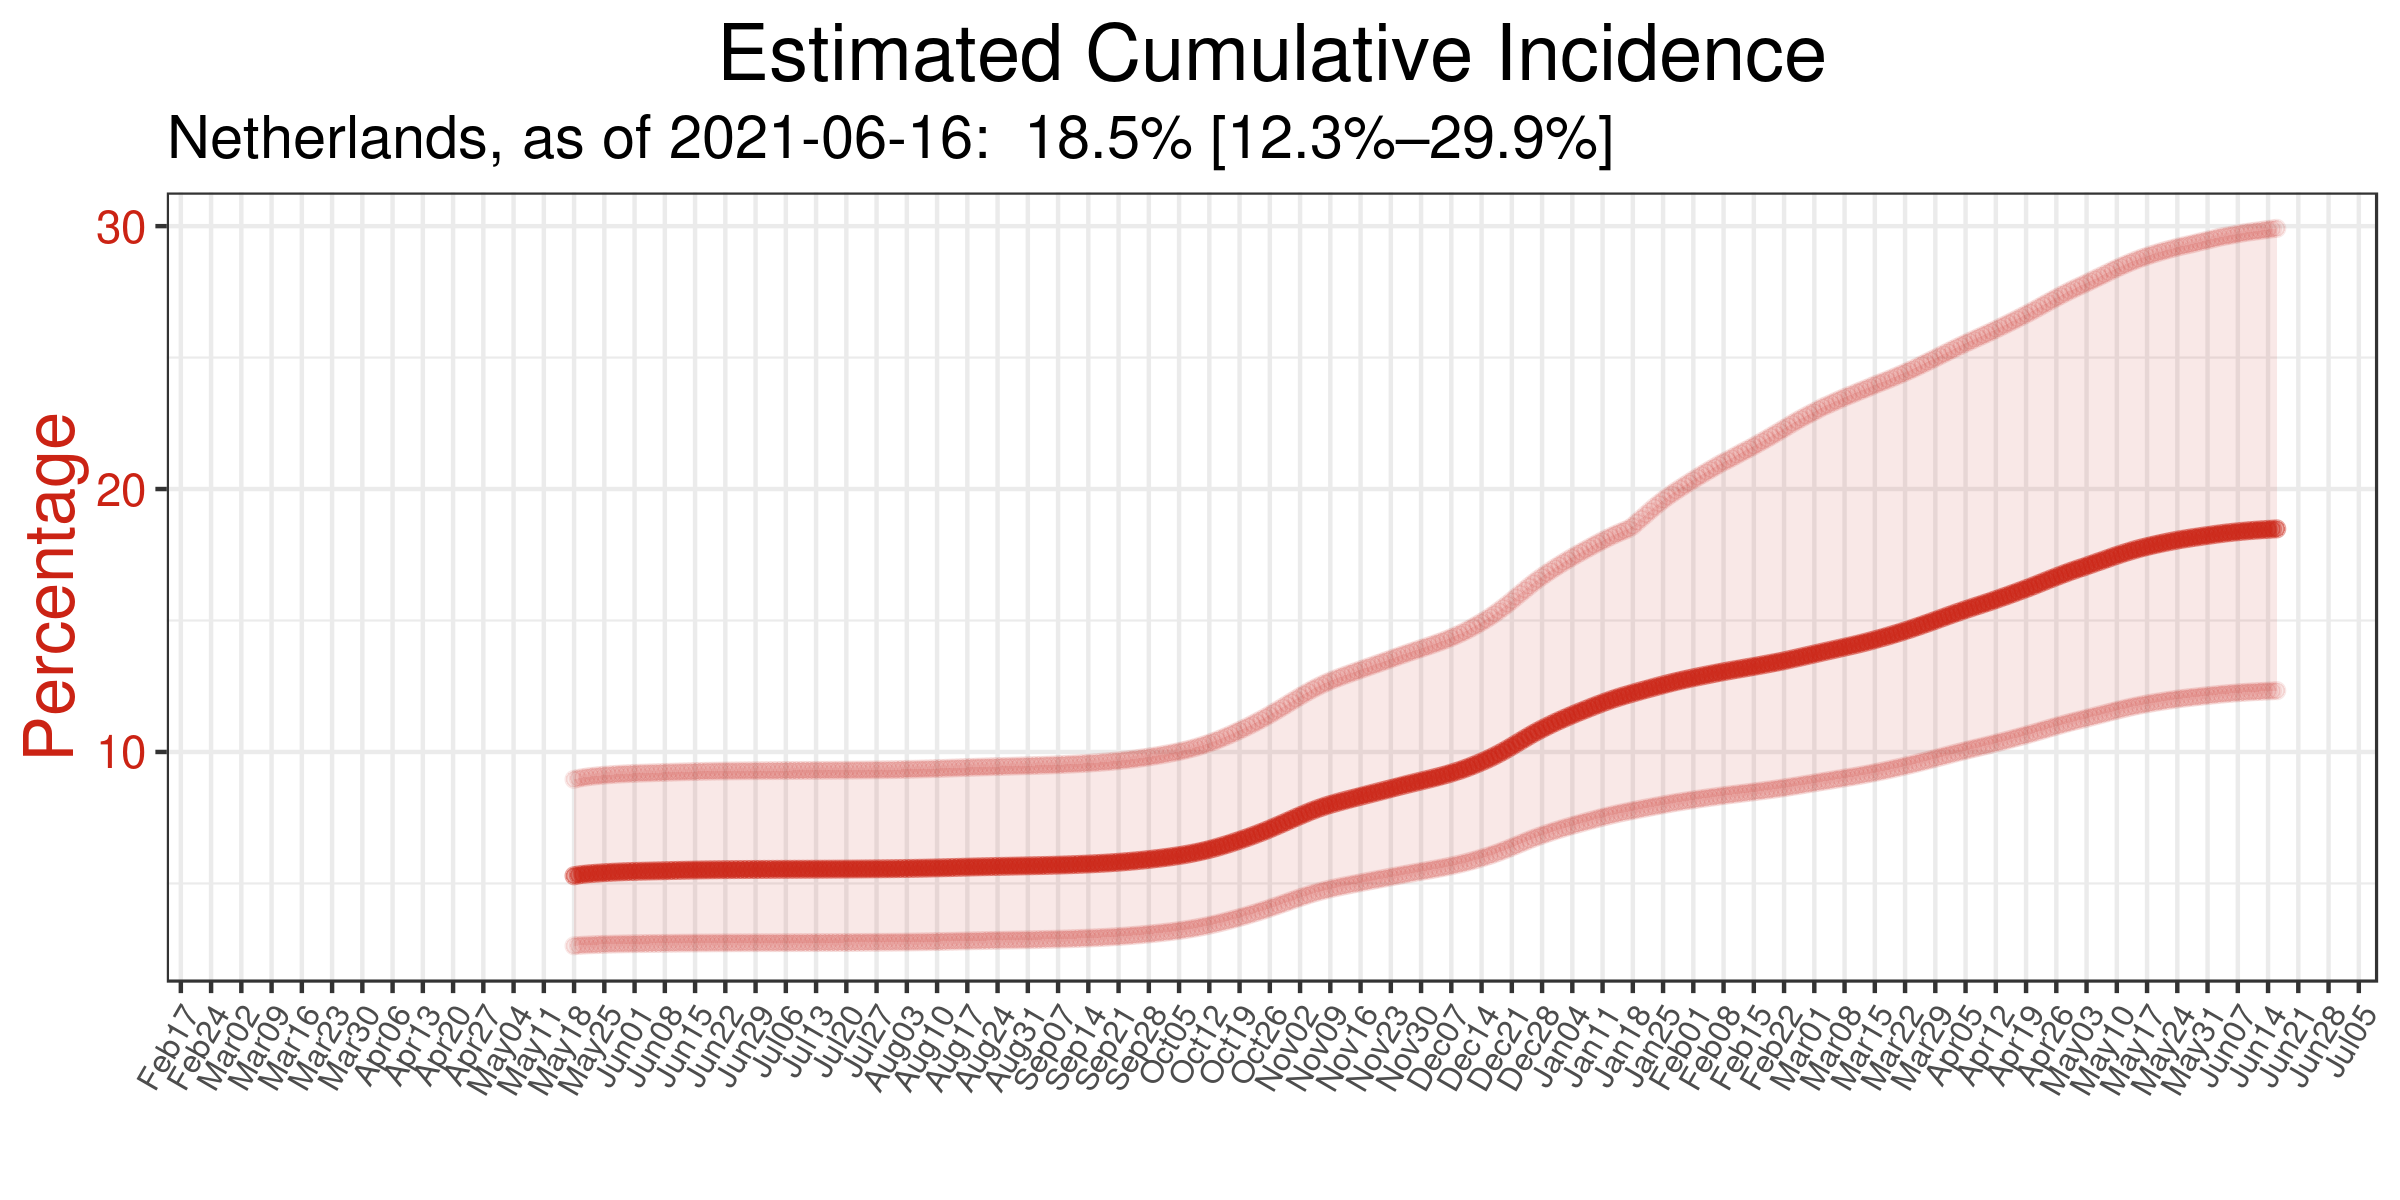 Estimated Cumulative Incidence
Netherlands, as of 2021-06-16:  18.5% [12.3%–29.9%]
Percentage
30
20
10
Feb17
Feb24
Mar02
Mar09
Mar16
Mar23
Mar30
Apr06
Apr13
Apr20
Apr27
May04
May11
May18
May25
Jun01
Jun08
Jun15
Jun22
Jun29
Jul06
Jul13
Jul20
Jul27
Aug03
Aug10
Aug17
Aug24
Aug31
Sep07
Sep14
Sep21
Sep28
Oct05
Oct12
Oct19
Oct26
Nov02
Nov09
Nov16
Nov23
Nov30
Dec07
Dec14
Dec21
Dec28
Jan04
Jan11
Jan18
Jan25
Feb01
Feb08
Feb15
Feb22
Mar01
Mar08
Mar15
Mar22
Mar29
Apr05
Apr12
Apr19
Apr26
May03
May10
May17
May24
May31
Jun07
Jun14
Jun21
Jun28
Jul05